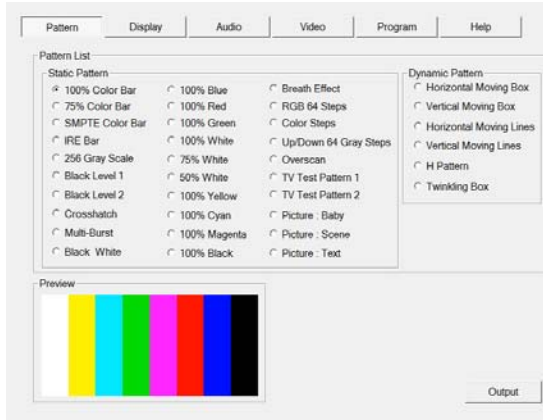 Pattern Display Audio Video Program Help
Pattern List
Static Pattern
100% Color Bar
75% Color Bar
SMPTE Color Bar
IRE Bar
256 Gray Scale
Black Level 1
Black Level 2
Crosshatch
Multi-Burst
Black White
100% Blue
100% Red
100% Green
100% White
75% White
50% White
100% Yellow
100% Cyan
100% Magenta
100% Black
Breath Effect
RGB 64 Steps
Color Steps
Up/Down 64 Gray Steps
Overscan
TV Test Pattern 1
TV Test Pattern 2
Picture : Baby
Picture : Scene
Picture : Text
Dynamic Pattern
Horizontal Moving Box
Vertical Moving Box
Horizontal Moving Lines
Vertical Moving Lines
H Pattern
Twinkling Box
Preview
Output